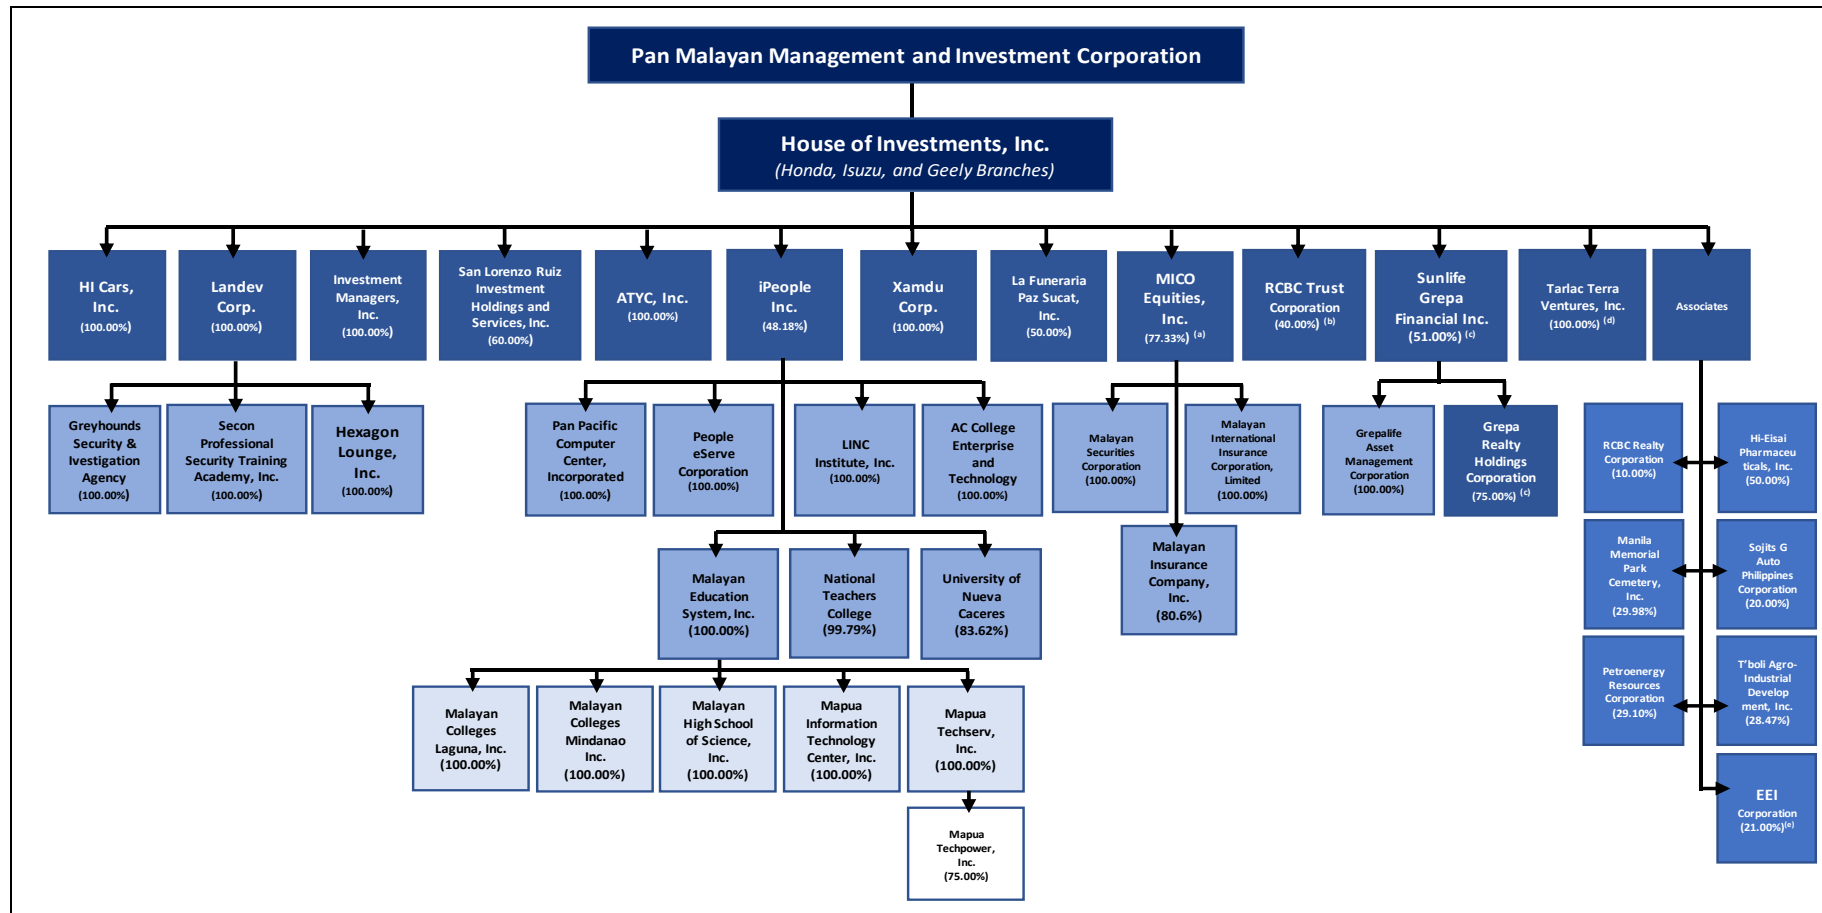 Pan Malayan Management and Investment Corporation
House of Investments, Inc.
(Honda, Isuzu, and Geely Branches)
HI Cars,
Inc.
(100.00%)
Landev
Corp.
(100.00%)
Investment
Managers,
Inc.
(100.00%)
San Lorenzo Ruiz
Investment
Holdings and
Services, Inc.
(60.00%)
ATYC, Inc.
(100.00%)
iPeople
Inc.
(48.18%)
Xamdu
Corp.
(100.00%)
La Funeraria
Paz Sucat,
Inc.
(50.00%)
MICO
Equities,
Inc.
(77.33%) (a)
RCBC Trust
Corporation
(40.00%) (b)
Sunlife
Grepa
Financial Inc.
(51.00%) (c)
Tarlac Terra
Ventures, Inc.
(100.00%) (d)
Associates
Greyhounds
Security &
Ivestigation
Agency
(100.00%)
Secon
Professional
Security Training
Academy, Inc.
(100.00%)
Hexagon
Lounge,
Inc.
(100.00%)
Pan Pacific
Computer
Center,
Incorporated
(100.00%)
People
eServe
Corporation
(100.00%)
LINC
Institute, Inc.
(100.00%)
AC College
Enterprise
and
Technology
(100.00%)
Malayan
Securities
Corporation
(100.00%)
Malayan
International
Insurance
Corporation,
Limited
(100.00%)
Grepalife
Asset
Management
Corporation
(100.00%)
Grepa
Realty
Holdings
Corporation
(75.00%) (c)
RCBC Realty
Corporation
(10.00%)
Hi-Eisai
Pharmaceu
ticals, Inc.
(50.00%)
Malayan
Education
System, Inc.
(100.00%)
National
Teachers
College
(99.79%)
University of
Nueva
Caceres
(83.62%)
Malayan
Insurance
Company,
Inc.
(80.6%)
Manila
Memorial
Park
Cemetery,
Inc.
(29.98%)
Sojits G
Auto
Philippines
Corporation
(20.00%)
Malayan
Colleges
Laguna, Inc.
(100.00%)
Malayan
Colleges
Mindanao
Inc.
(100.00%)
Malayan
High School
of Science,
Inc.
(100.00%)
Mapua
Information
Technology
Center, Inc.
(100.00%)
Mapua
Techserv,
Inc.
(100.00%)
Petroenergy
Resources
Corporation
(29.10%)
T'boli Agro-
Industrial
Develop
ment, Inc.
(28.47%)
Mapua
Techpower,
Inc.
(75.00%)
EEI
Corporation
(21.00%)(e)